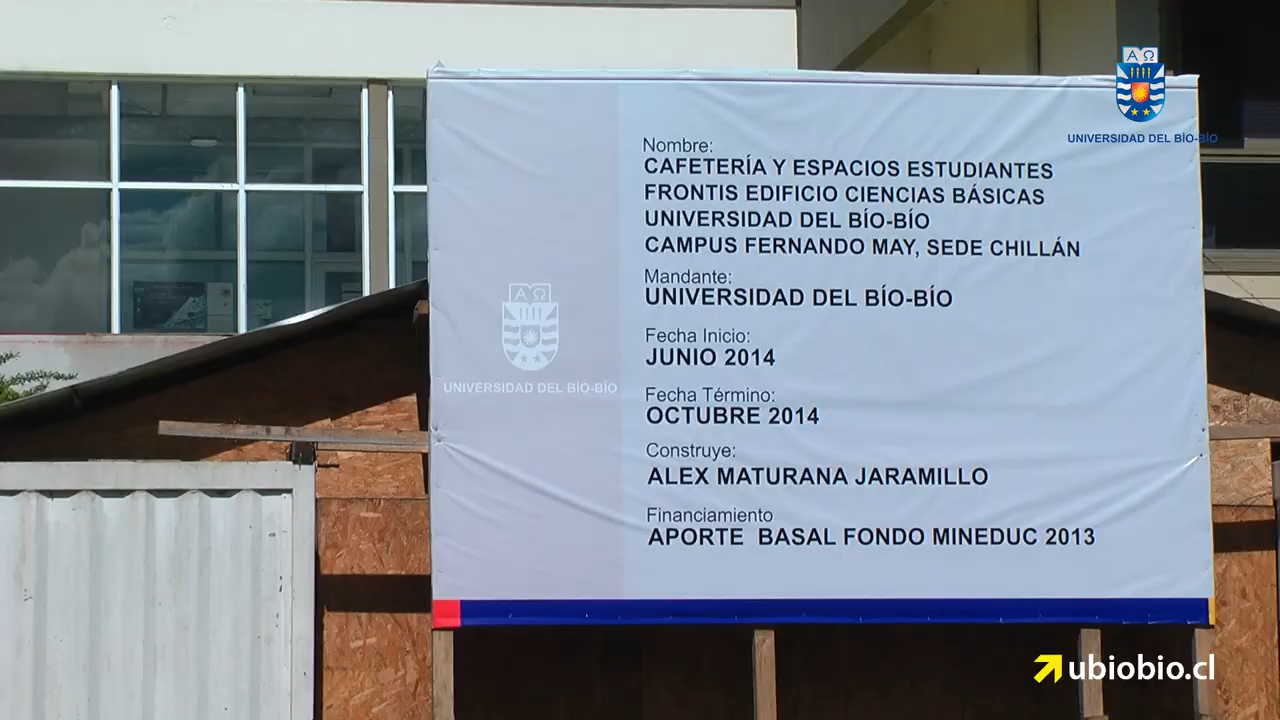 ΑΩ
UNIVERSIDAD DEL BÍO-BÍO
Nombre:
CAFETERÍA Y ESPACIOS ESTUDIANTES
FRONTIS EDIFICIO CIENCIAS BÁSICAS
UNIVERSIDAD DEL BÍO-BÍO
CAMPUS FERNANDO MAY, SEDE CHILLÁN
Mandante:
UNIVERSIDAD DEL BÍO-BÍO
Fecha Inicio:
JUNIO 2014
Fecha Término:
OCTUBRE 2014
Construye:
ALEX MATURANA JARAMILLO
Financiamiento
APORTE BASAL FONDO MINEDUC 2013
ΑΩ
UNIVERSIDAD DEL BÍO-BÍO
ubiobio.cl